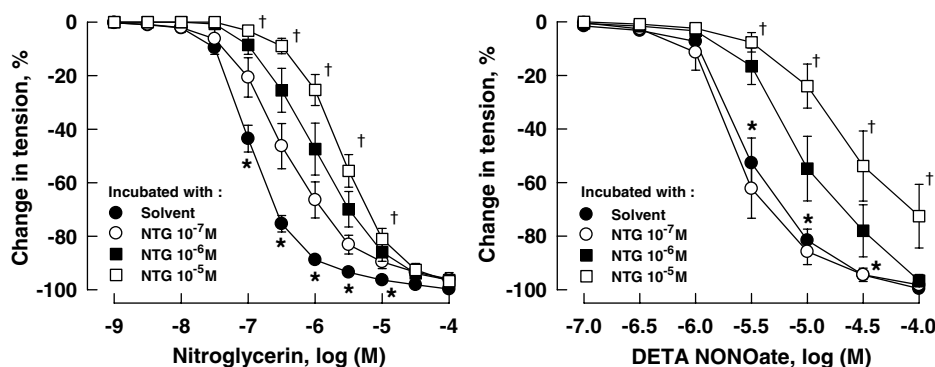 0
-20
-40
-60
-80
-100
Change in tension, %
† † † † †
* * * * *
Incubated with :
Solvent
NTG 10-7M
NTG 10-6M
NTG 10-5M
-9 -8 -7 -6 -5 -4
Nitroglycerin, log (M)
0
-20
-40
-60
-80
-100
Change in tension, %
† † † †
* * *
Incubated with :
Solvent
NTG 10-7M
NTG 10-6M
NTG 10-5M
-7.0 -6.5 -6.0 -5.5 -5.0 -4.5 -4.0
DETA NONOate, log (M)